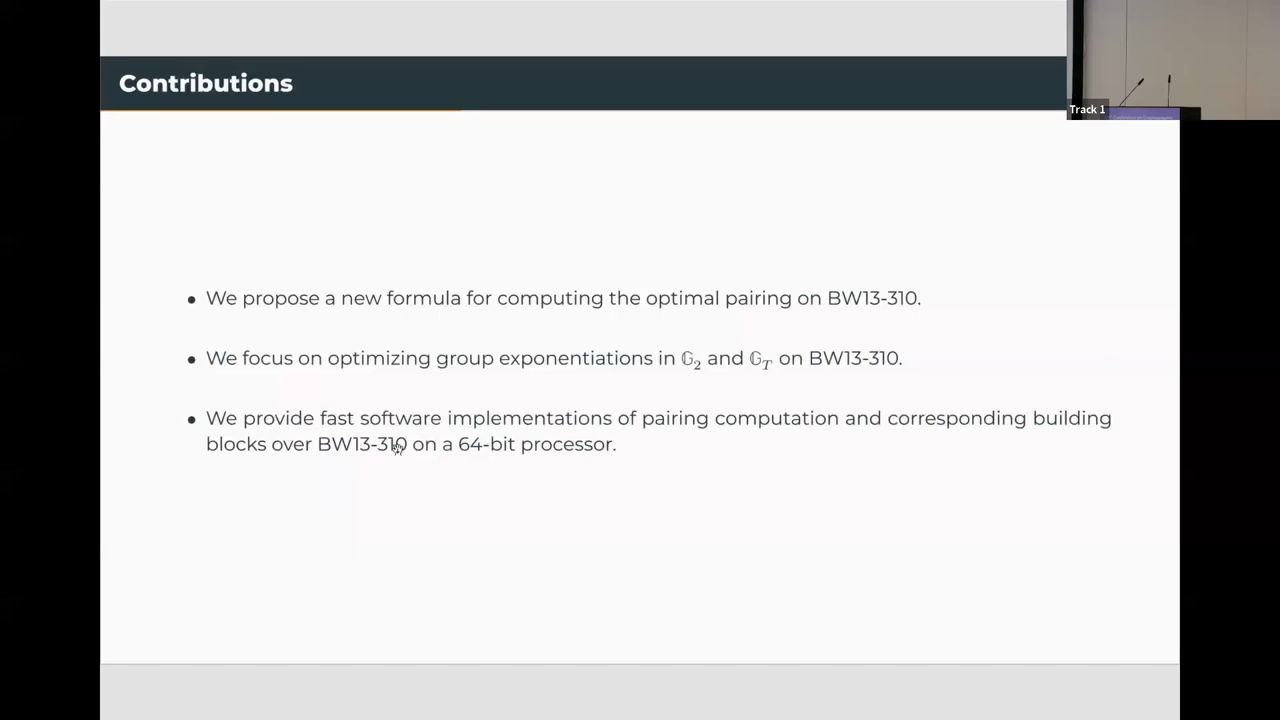 Contributions
Track 1
• We propose a new formula for computing the optimal pairing on BW13-310.
• We focus on optimizing group exponentiations in 𝔾₂ and 𝔾_T on BW13-310.
• We provide fast software implementations of pairing computation and corresponding building
blocks over BW13-310 on a 64-bit processor.